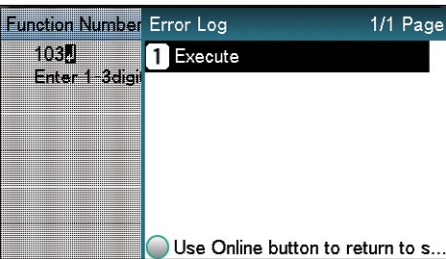 Function Number
103
Enter 1-3digi
Error Log 1/1 Page
1 Execute
Use Online button to return to s...